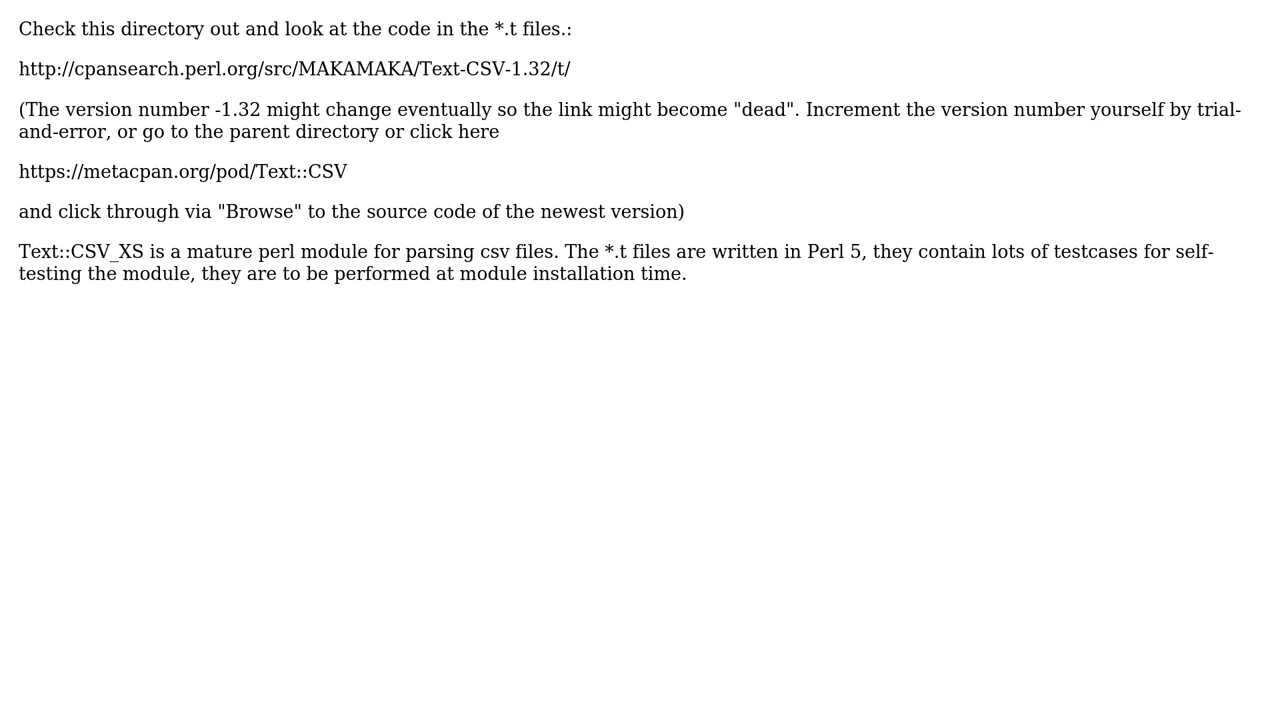 Check this directory out and look at the code in the *.t files.:
http://cpansearch.perl.org/src/MAKAMAKA/Text-CSV-1.32/t/
(The version number -1.32 might change eventually so the link might become "dead". Increment the version number yourself by trial-
and-error, or go to the parent directory or click here
https://metacpan.org/pod/Text::CSV
and click through via "Browse" to the source code of the newest version)
Text::CSV_XS is a mature perl module for parsing csv files. The *.t files are written in Perl 5, they contain lots of testcases for self-
testing the module, they are to be performed at module installation time.